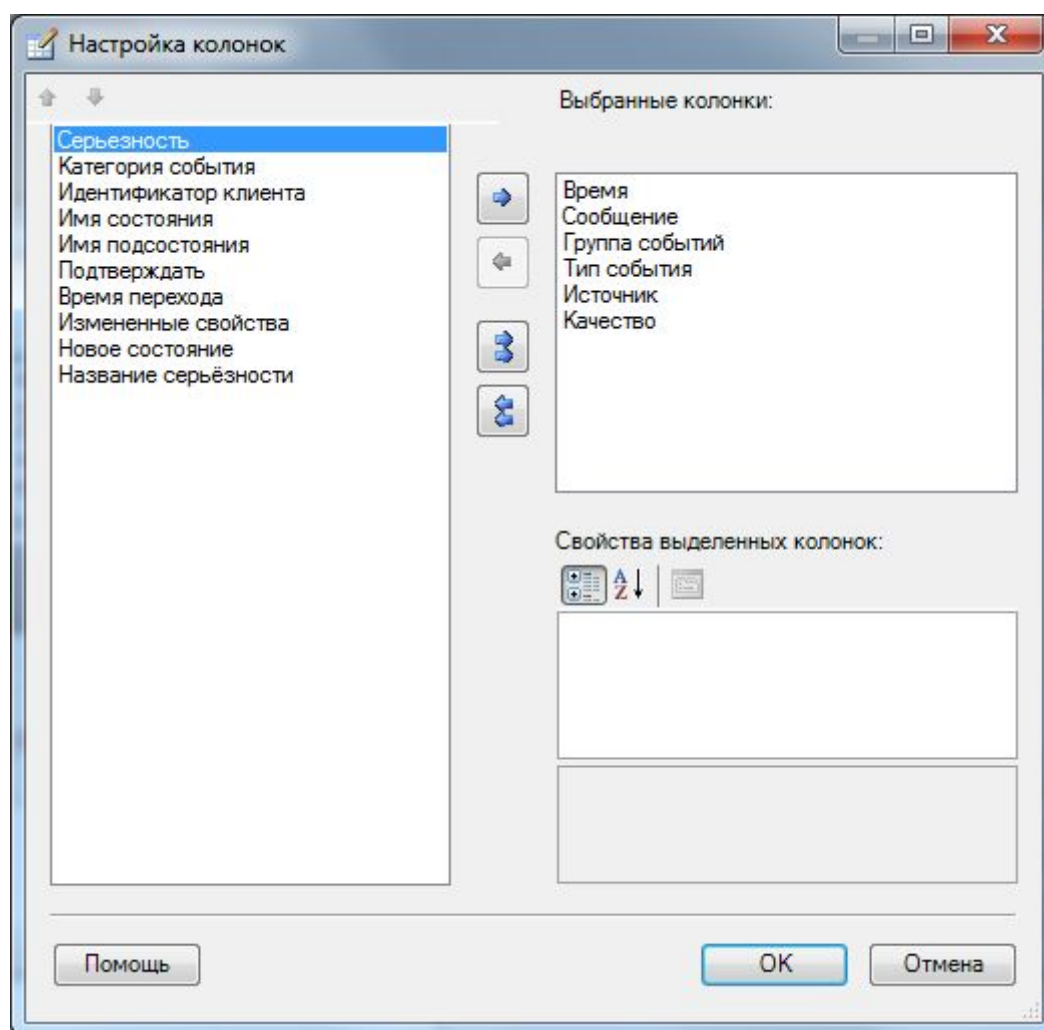 Настройка колонок
Выбранные колонки:
Серьезность
Категория события
Идентификатор клиента
Имя состояния
Имя подсостояния
Подтверждать
Время перехода
Измененные свойства
Новое состояние
Название серьёзности
Время
Сообщение
Группа событий
Тип события
Источник
Качество
Свойства выделенных колонок:
A
Z
Помощь
OK
Отмена